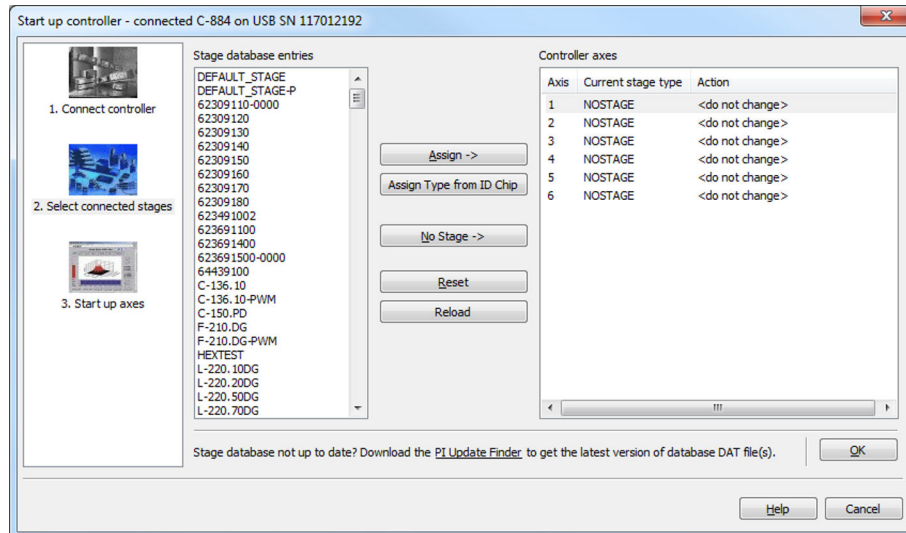 Start up controller - connected C-884 on USB SN 117012192
1. Connect controller
2. Select connected stages
3. Start up axes
Stage database entries
DEFAULT_STAGE
DEFAULT_STAGE-P
62309110-0000
62309120
62309130
62309140
62309150
62309160
62309170
62309180
623491002
623691100
623691400
623691500-0000
64439100
C-136.10
C-136.10-PWM
C-150.PD
F-210.DG
F-210.DG-PWM
HEXTEST
L-220.10DG
L-220.20DG
L-220.50DG
L-220.70DG
Assign ->
Assign Type from ID Chip
No Stage ->
Reset
Reload
Controller axes
Axis Current stage type Action
1 NOSTAGE <do not change>
2 NOSTAGE <do not change>
3 NOSTAGE <do not change>
4 NOSTAGE <do not change>
5 NOSTAGE <do not change>
6 NOSTAGE <do not change>
Stage database not up to date? Download the PI Update Finder to get the latest version of database DAT file(s).
OK
Help
Cancel